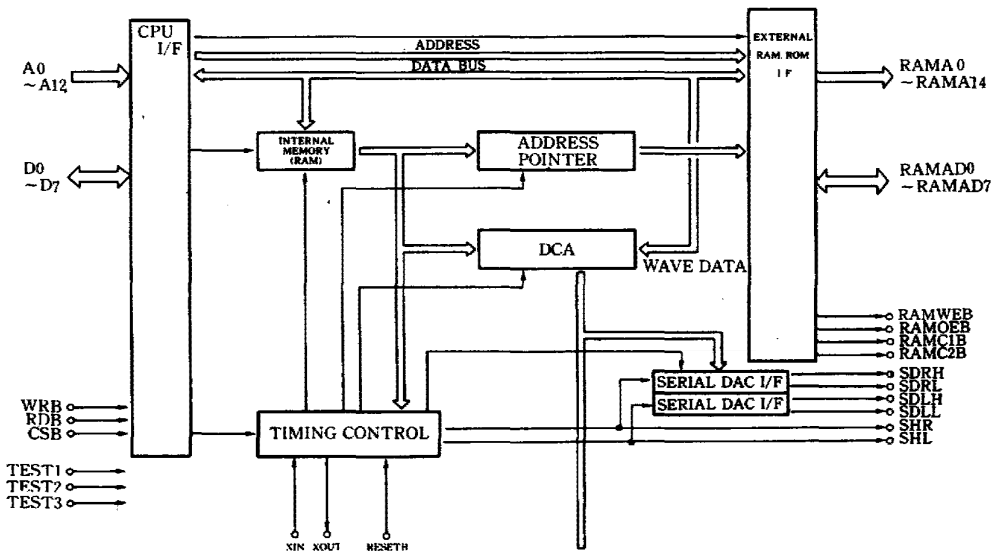 CPU
I/F
ADDRESS
DATA BUS
EXTERNAL
RAM. ROM
I F
A0
~A12
D0
~D7
RAMA0
~RAMA14
RAMAD0
~RAMAD7
INTERNAL
MEMORY
(RAM)
ADDRESS
POINTER
DCA
WAVE DATA
RAMWEB
RAMOEB
RAMC1B
RAMC2B
SERIAL DAC I/F
SERIAL DAC I/F
SDRH
SDRL
SDLH
SDLL
SHR
SHL
WRB
RDB
CSB
TIMING CONTROL
TEST1
TEST2
TEST3
XIN
XOUT
RESETB